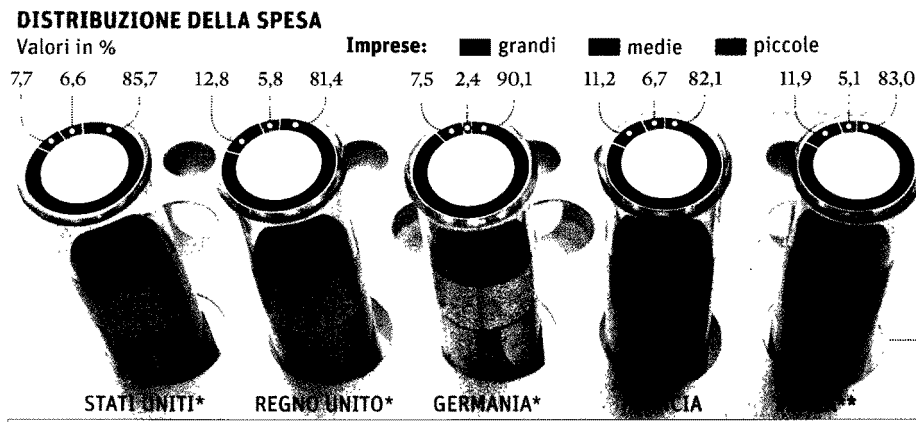 DISTRIBUZIONE DELLA SPESA
Valori in % Imprese: grandi medie piccole
7,7 6,6 85,7 12,8 5,8 81,4 7,5 2,4 90,1 11,2 6,7 82,1 11,9 5,1 83,0
STATI UNITI* REGNO UNITO* GERMANIA* CIA **